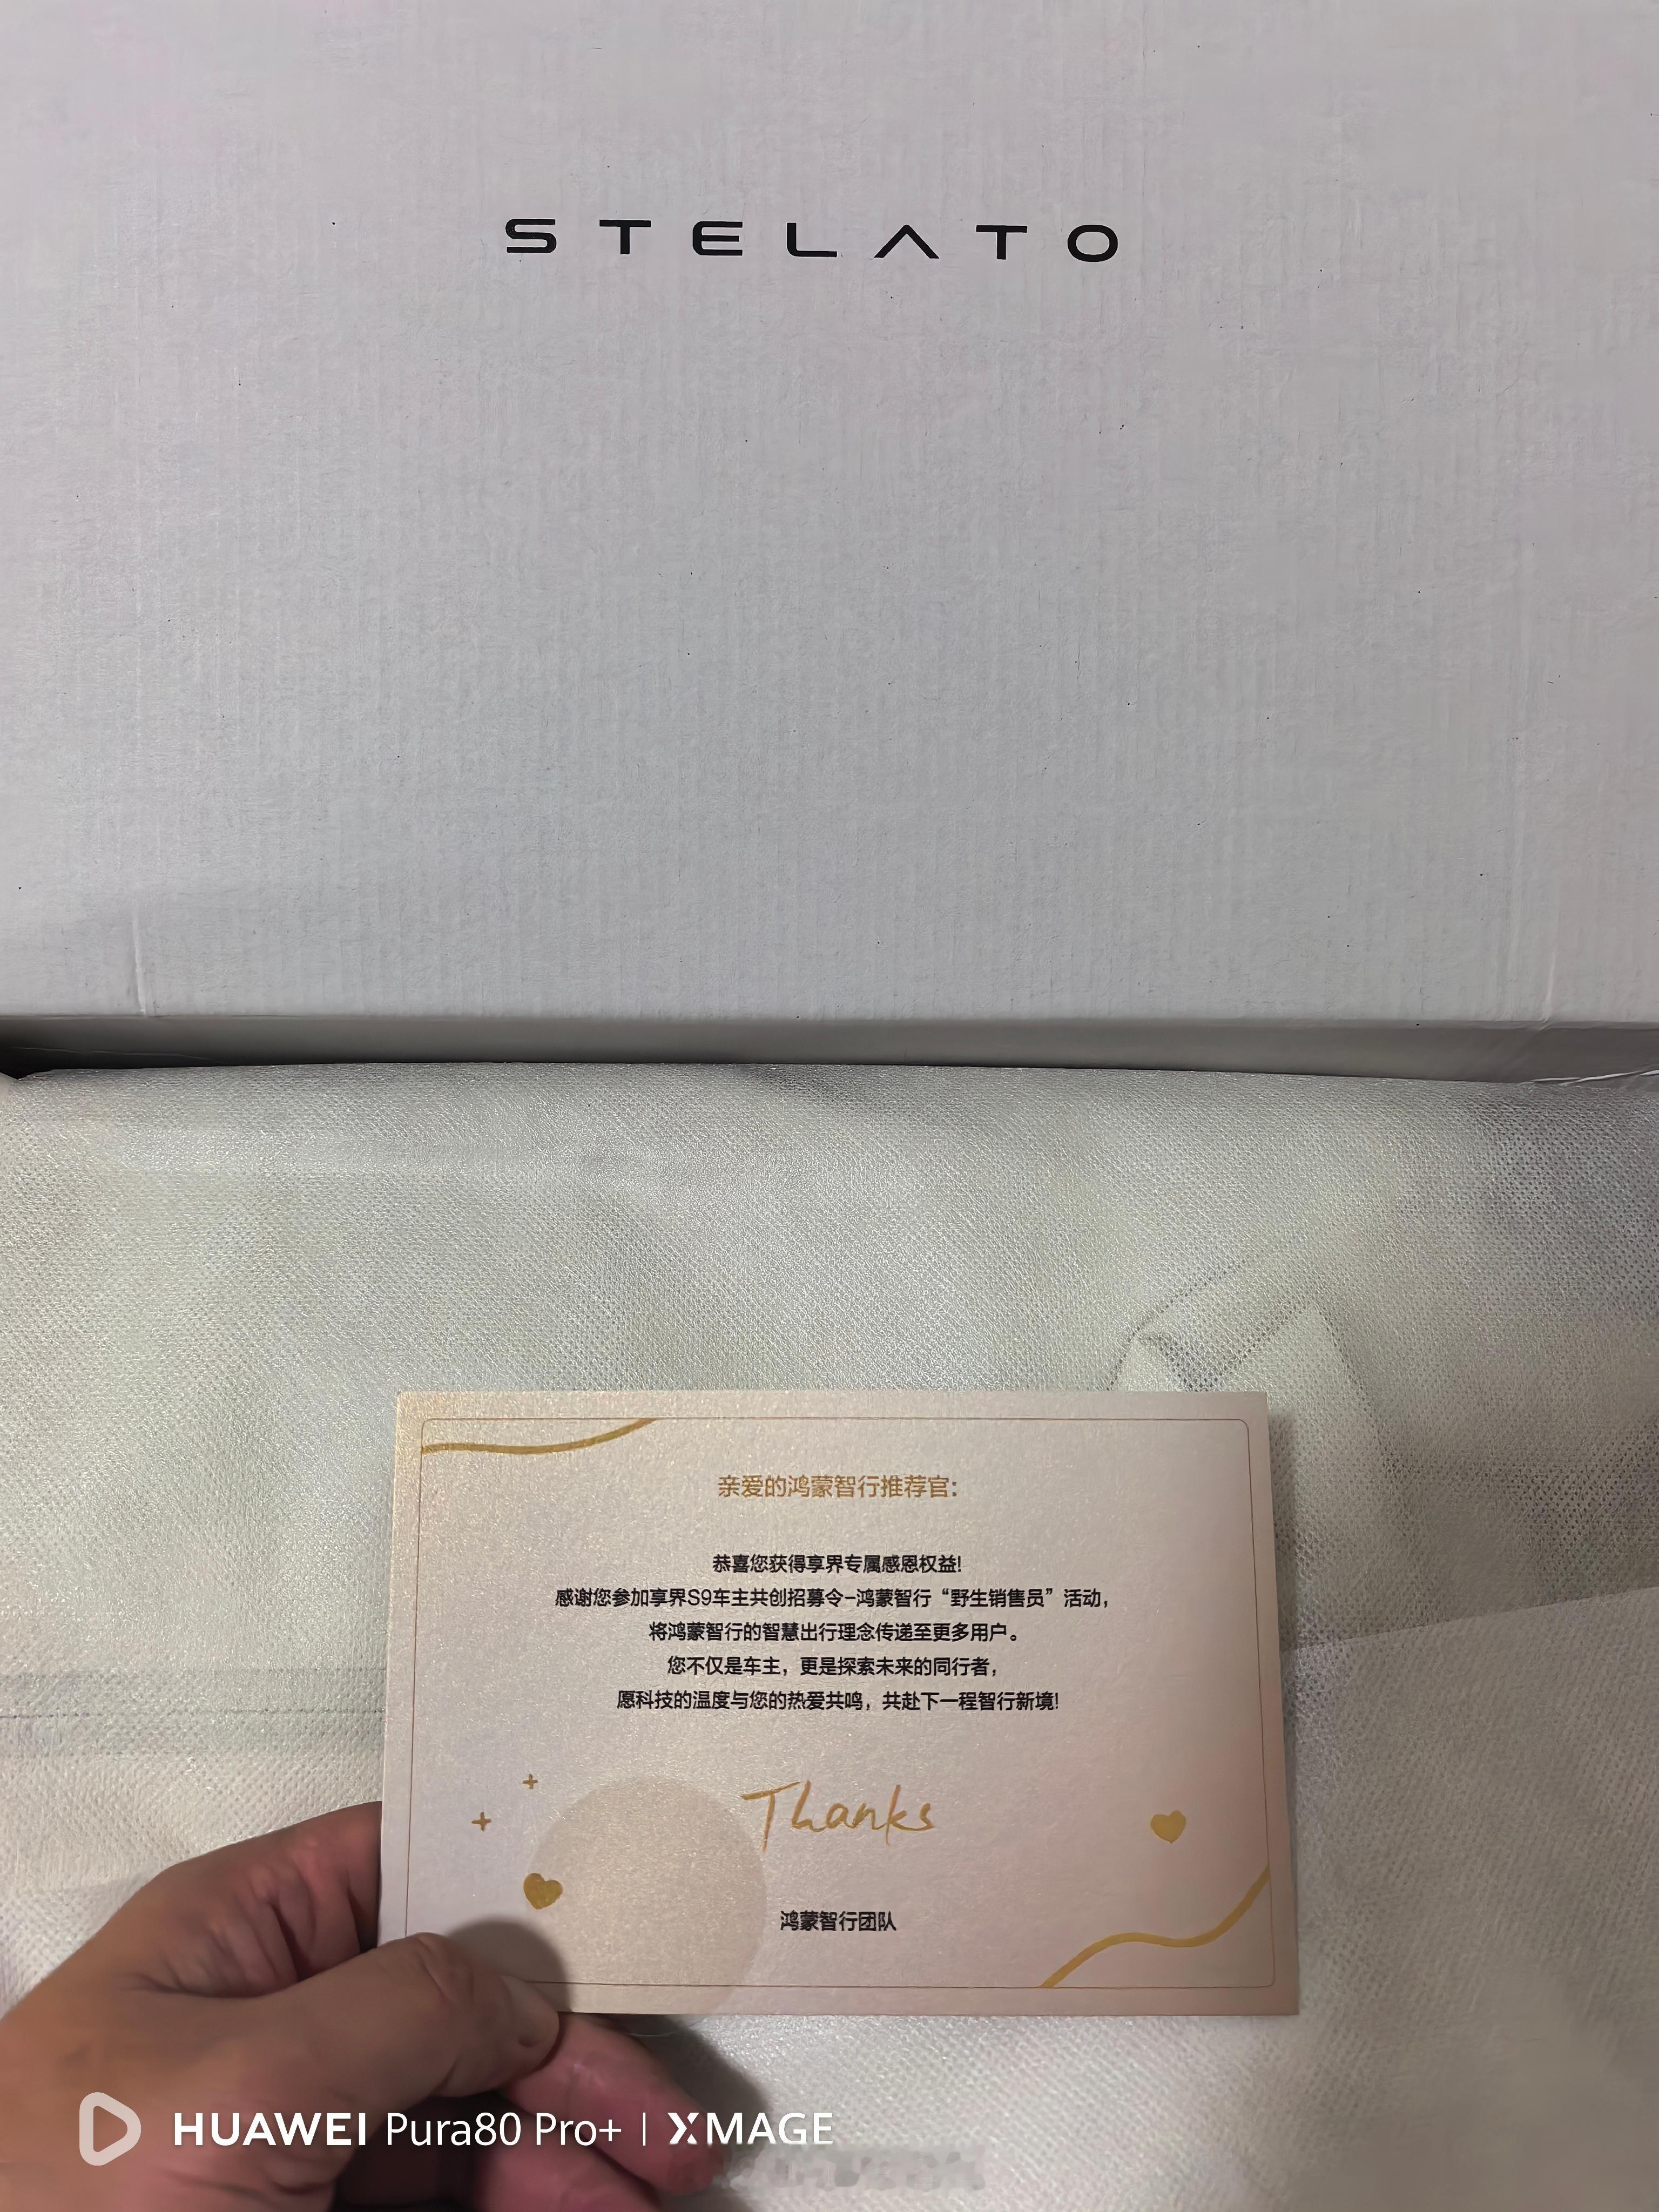 STELATO
亲爱的鸿蒙智行推荐官：
恭喜您获得享界专属感恩权益！
感谢您参加享界S9车主共创招募令-鸿蒙智行“野生销售员”活动，
将鸿蒙智行的智慧出行理念传递至更多用户。
您不仅是车主，更是探索未来的同行者，
愿科技的温度与您的热爱共鸣，共赴下一程智行新境！
Thanks
鸿蒙智行团队
HUAWEI Pura80 Pro+ | XMAGE